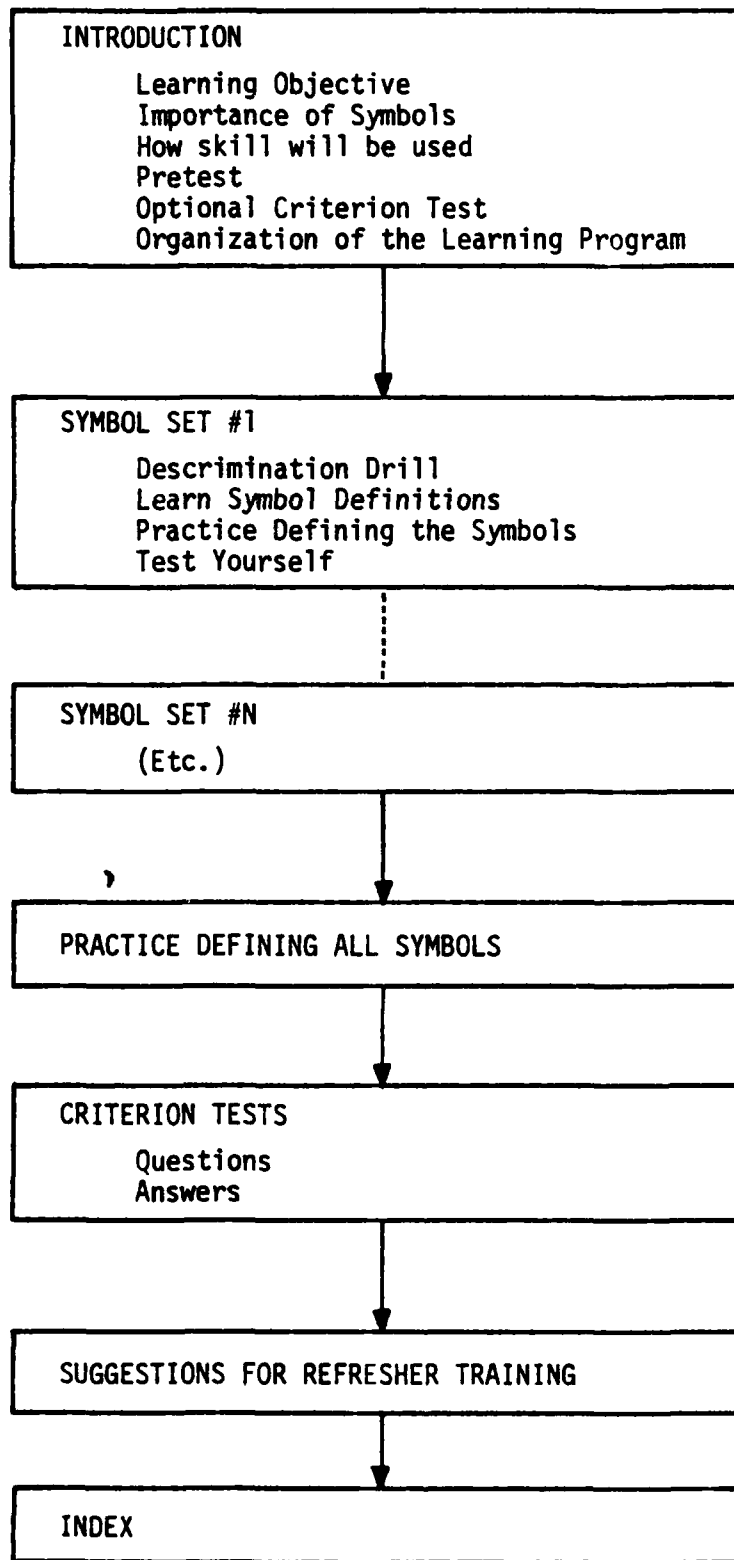 INTRODUCTION
Learning Objective
Importance of Symbols
How skill will be used
Pretest
Optional Criterion Test
Organization of the Learning Program
SYMBOL SET #1
Descrimination Drill
Learn Symbol Definitions
Practice Defining the Symbols
Test Yourself
SYMBOL SET #N
(Etc.)
PRACTICE DEFINING ALL SYMBOLS
CRITERION TESTS
Questions
Answers
SUGGESTIONS FOR REFRESHER TRAINING
INDEX